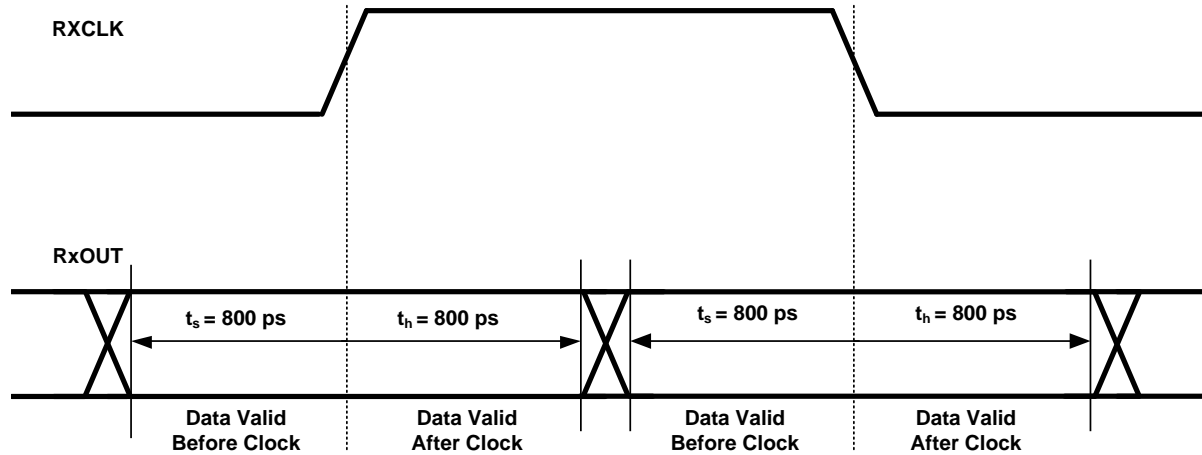 RXCLK
RxOUT
ts = 800 ps
th = 800 ps
ts = 800 ps
th = 800 ps
Data Valid
Before Clock
Data Valid
After Clock
Data Valid
Before Clock
Data Valid
After Clock